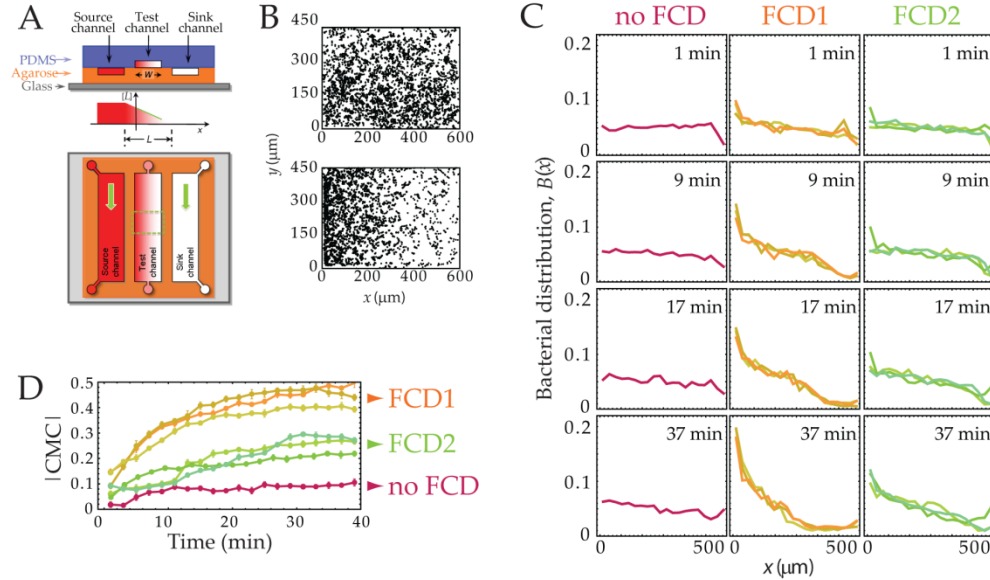 A
Source channel
Test channel
Sink channel
PDMS
Agarose
Glass
W
[L]
x
L
Source channel
Test channel
Sink channel
B
450
300
150
0
0 200 400 600
450
300
150
0
0 200 400 600
y (μm)
x (μm)
C
no FCD FCD1 FCD2
0.2
0.1
0
1 min 1 min 1 min
0.2
0.1
0
9 min 9 min 9 min
0.2
0.1
0
17 min 17 min 17 min
0.2
0.1
0
37 min 37 min 37 min
0 500 0 500 0 500
Bacterial distribution, B(x)
x (μm)
D
0.5
0.4
0.3
0.2
0.1
0
0 10 20 30 40
|CMC|
Time (min)
FCD1
FCD2
no FCD